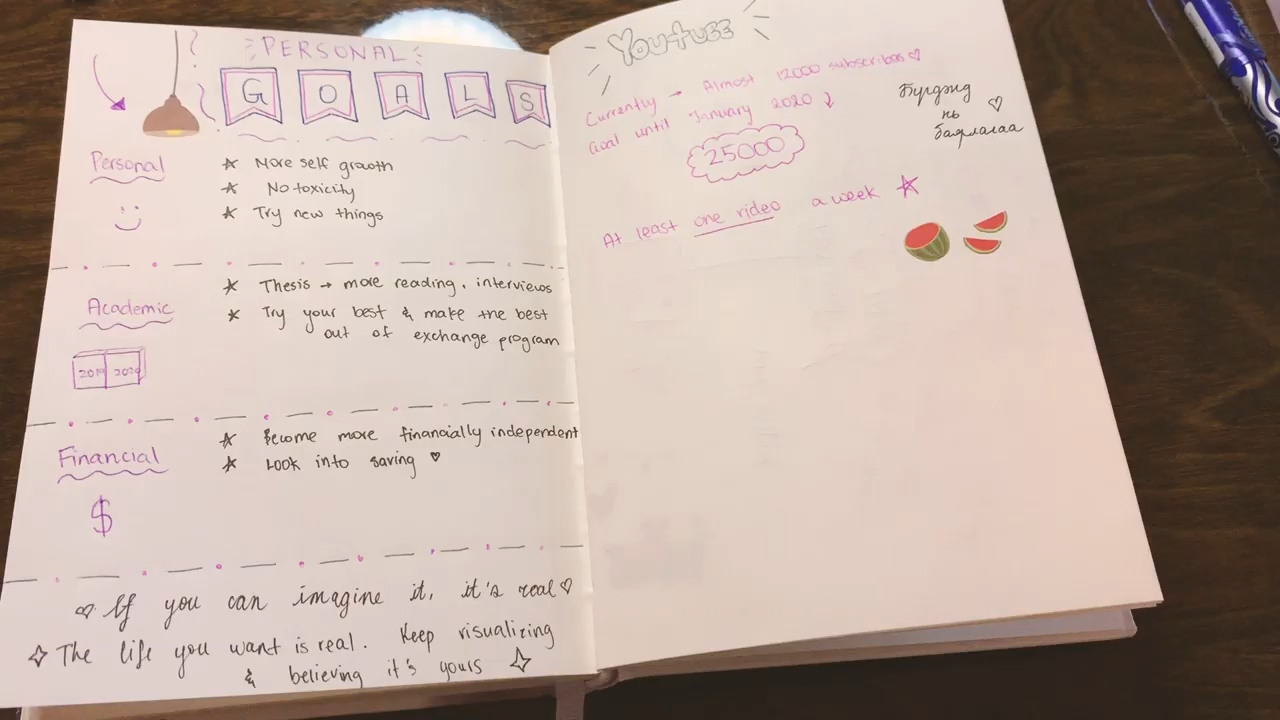 PERSONAL
GOALS
Personal
★ More self growth
★ No toxicity
★ Try new things
Academic
2019 2020
★ Thesis → more reading, interviews
★ Try your best & make the best
out of exchange program
Financial
$
★ Become more financially independent
★ Look into saving ♥
♡ If you can imagine it, it's real ♡
✧ The life you want is real. Keep visualizing
& believing it's yours ✧
YouTube
Currently → Almost 12000 subscribers ♡
Goal until January 2020 ↓
25000
At least one video a week ☆
Бүгдэд
нь ♡
баярлалаа